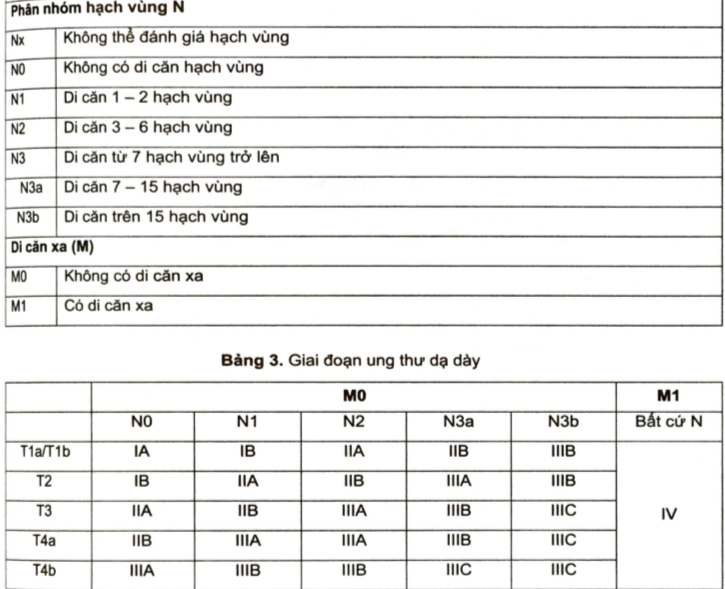 Phân nhóm hạch vùng N
Nx Không thể đánh giá hạch vùng
N0 Không có di căn hạch vùng
N1 Di căn 1 – 2 hạch vùng
N2 Di căn 3 – 6 hạch vùng
N3 Di căn từ 7 hạch vùng trở lên
N3a Di căn 7 – 15 hạch vùng
N3b Di căn trên 15 hạch vùng
Di căn xa (M)
M0 Không có di căn xa
M1 Có di căn xa
Bảng 3. Giai đoạn ung thư dạ dày
M0 M1
N0 N1 N2 N3a N3b Bất cứ N
T1a/T1b IA IB IIA IIB IIIB
T2 IB IIA IIB IIIA IIIB
T3 IIA IIB IIIA IIIB IIIC IV
T4a IIB IIIA IIIA IIIB IIIC
T4b IIIA IIIB IIIB IIIC IIIC